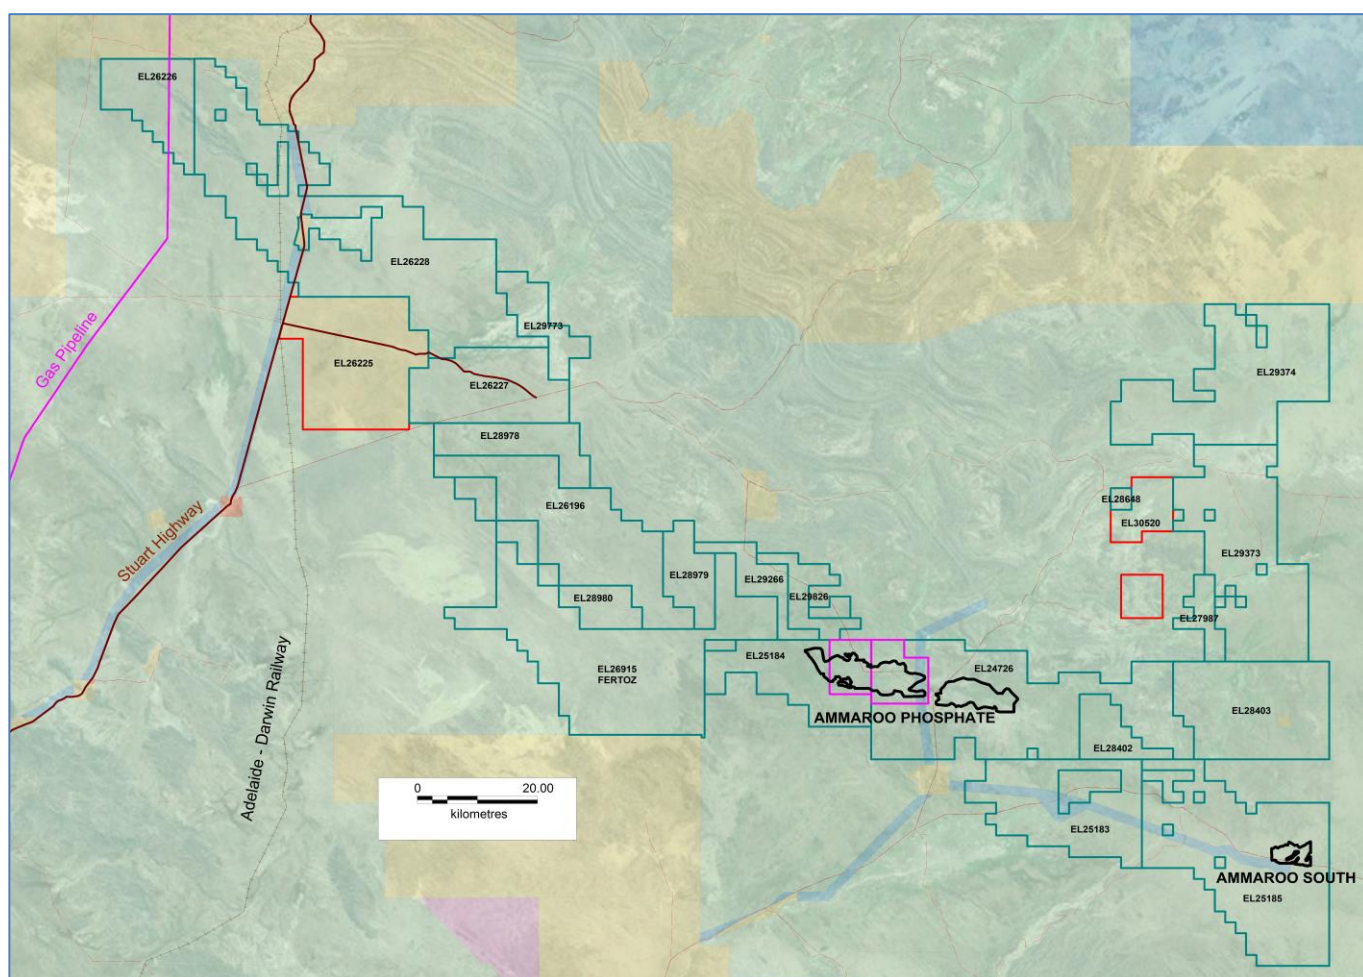 EL26226
EL26228
EL29773
Gas Pipeline
EL26225
EL26227
EL29374
EL28978
EL28648
EL26196
EL30520
Stuart Highway
EL29373
EL28979
EL29266
EL28980
EL29826
EL27987
EL25184
EL26915
FERTOZ
EL24726
Adelaide - Darwin Railway
AMMAROO PHOSPHATE
EL28403
EL28402
0 20.00
kilometres
EL25183
AMMAROO SOUTH
EL25185